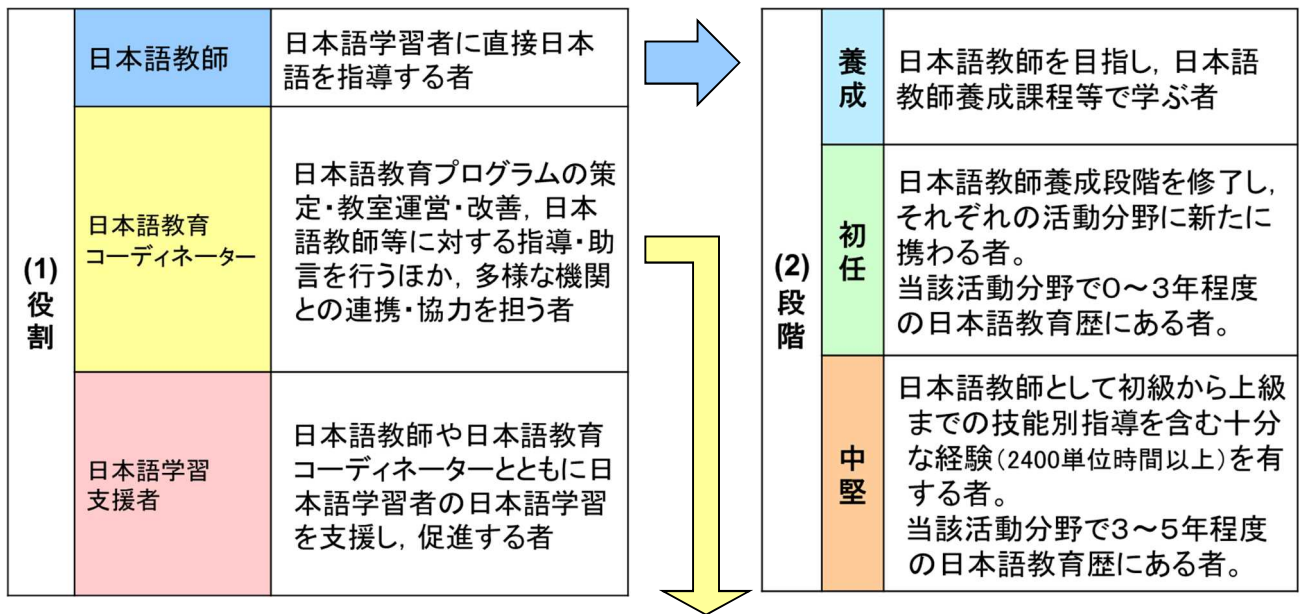 (1)
役
割
日本語教師
日本語学習者に直接日本
語を指導する者
日本語教育
コーディネーター
日本語教育プログラムの策
定・教室運営・改善，日本
語教師等に対する指導・助
言を行うほか，多様な機関
との連携・協力を担う者
日本語学習
支援者
日本語教師や日本語教育
コーディネーターとともに日
本語学習者の日本語学習
を支援し，促進する者
(2)
段
階
養
成
日本語教師を目指し，日本語
教師養成課程等で学ぶ者
初
任
日本語教師養成段階を修了し，
それぞれの活動分野に新たに
携わる者。
当該活動分野で０～３年程度
の日本語教育歴にある者。
中
堅
日本語教師として初級から上級
までの技能別指導を含む十分
な経験（2400単位時間以上）を有
する者。
当該活動分野で３～５年程度
の日本語教育歴にある者。